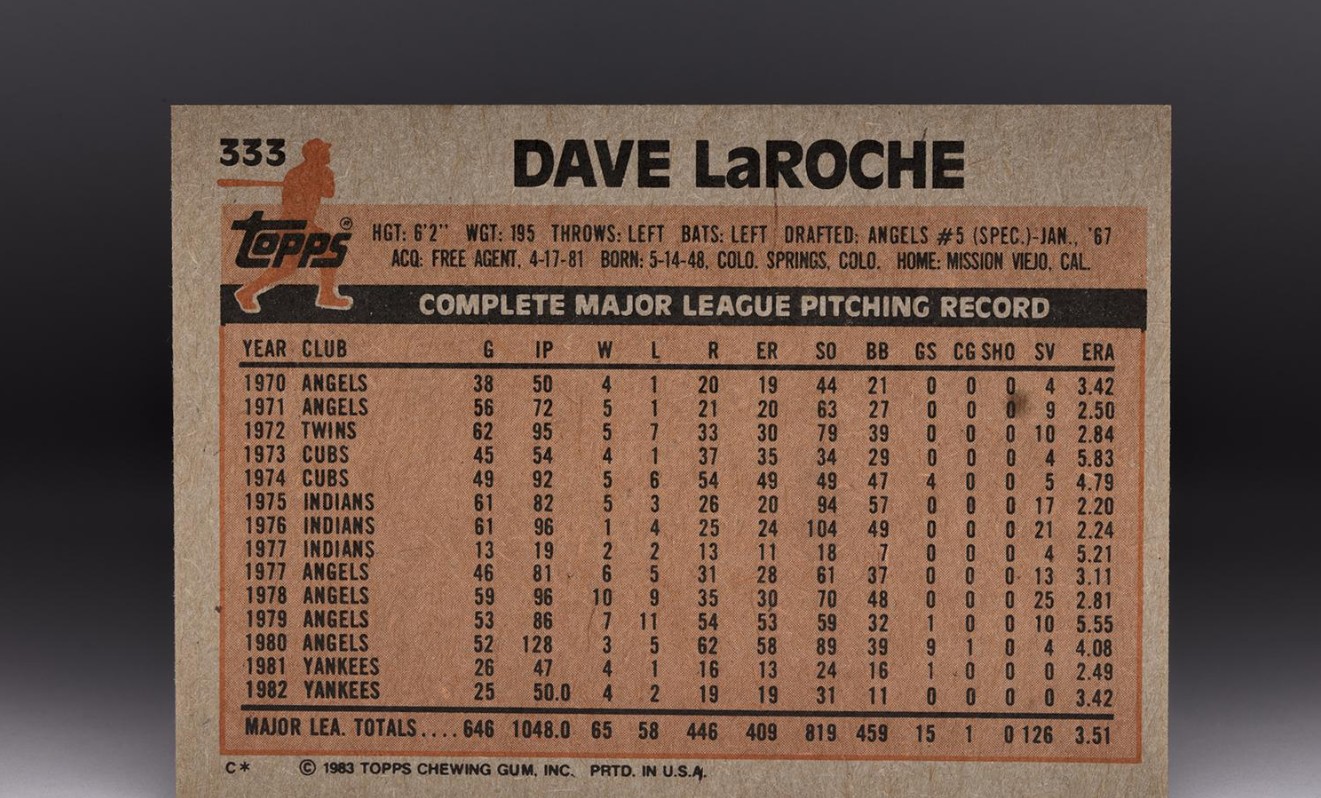 333
DAVE LaROCHE
topps ®
HGT: 6'2" WGT: 195 THROWS: LEFT BATS: LEFT DRAFTED: ANGELS #5 (SPEC.)-JAN., '67
ACQ: FREE AGENT, 4-17-81 BORN: 5-14-48, COLO. SPRINGS, COLO. HOME: MISSION VIEJO, CAL.
COMPLETE MAJOR LEAGUE PITCHING RECORD
YEAR CLUB G IP W L R ER SO BB GS CG SHO SV ERA
1970 ANGELS 38 50 4 1 20 19 44 21 0 0 0 4 3.42
1971 ANGELS 56 72 5 1 21 20 63 27 0 0 0 9 2.50
1972 TWINS 62 95 5 7 33 30 79 39 0 0 0 10 2.84
1973 CUBS 45 54 4 1 37 35 34 29 0 0 0 4 5.83
1974 CUBS 49 92 5 6 54 49 49 47 4 0 0 5 4.79
1975 INDIANS 61 82 5 3 26 20 94 57 0 0 0 17 2.20
1976 INDIANS 61 96 1 4 25 24 104 49 0 0 0 21 2.24
1977 INDIANS 13 19 2 2 13 11 18 7 0 0 0 4 5.21
1977 ANGELS 46 81 6 5 31 28 61 37 0 0 0 13 3.11
1978 ANGELS 59 96 10 9 35 30 70 48 0 0 0 25 2.81
1979 ANGELS 53 86 7 11 54 53 59 32 1 0 0 10 5.55
1980 ANGELS 52 128 3 5 62 58 89 39 9 1 0 4 4.08
1981 YANKEES 26 47 4 1 16 13 24 16 1 0 0 0 2.49
1982 YANKEES 25 50.0 4 2 19 19 31 11 0 0 0 0 3.42
MAJOR LEA. TOTALS.... 646 1048.0 65 58 446 409 819 459 15 1 0 126 3.51
C* © 1983 TOPPS CHEWING GUM, INC. PRTD. IN U.S.A.